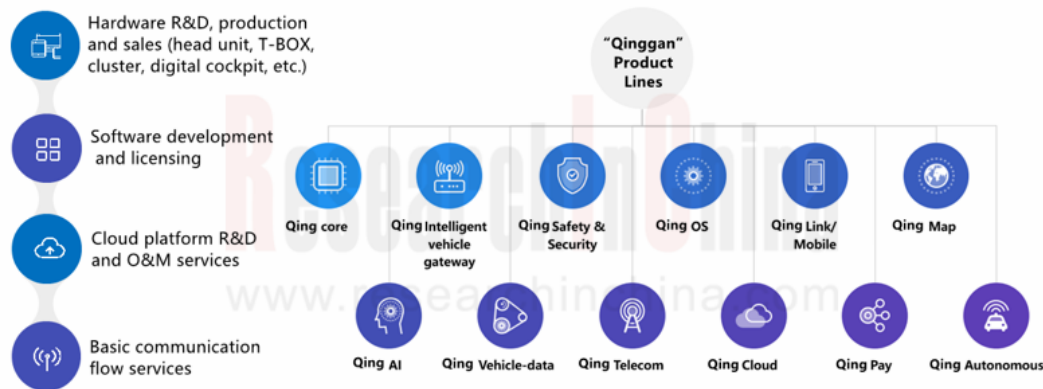 Hardware R&D, production
and sales (head unit, T-BOX,
cluster, digital cockpit, etc.)
Software development
and licensing
Cloud platform R&D
and O&M services
Basic communication
flow services
“Qinggan”
Product
Lines
Qing core
Qing Intelligent
vehicle
gateway
Qing Safety &
Security
Qing OS
Qing Link/
Mobile
Qing Map
Qing AI
Qing Vehicle-data
Qing Telecom
Qing Cloud
Qing Pay
Qing Autonomous
ResearchInChina
www.researchinchina.com